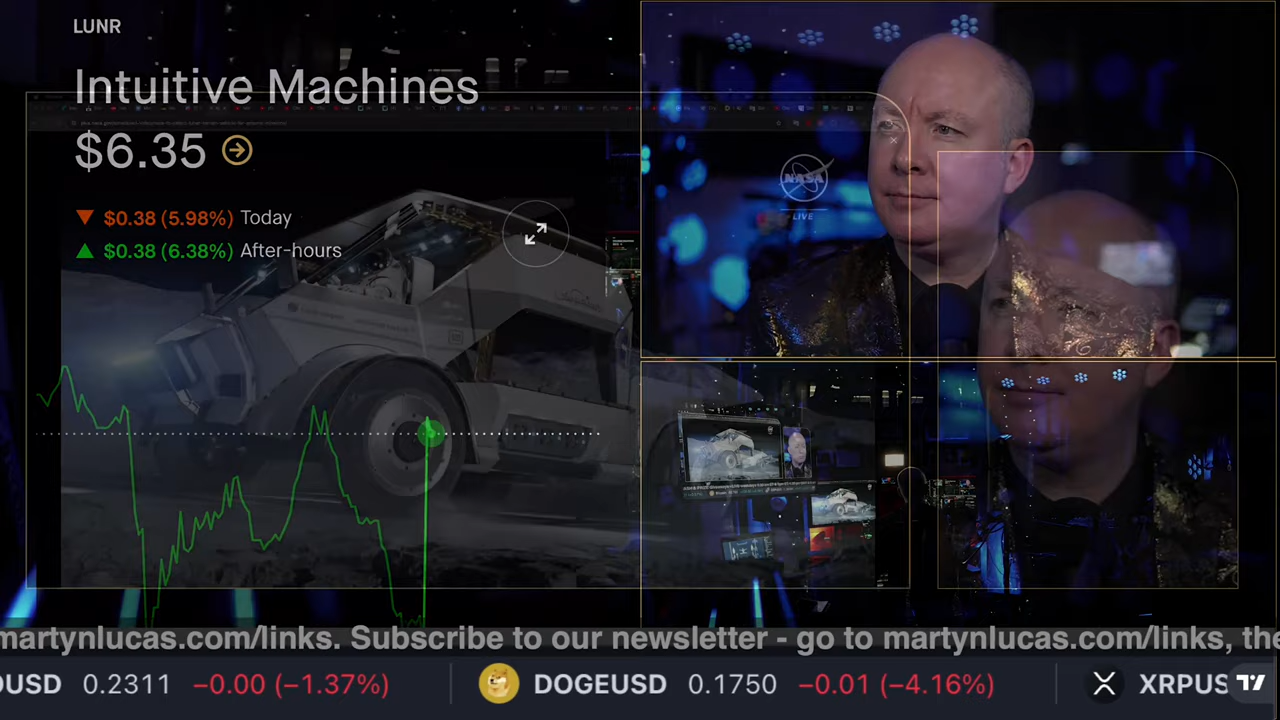 LUNR
Intuitive Machines
$6.35
$0.38 (5.98%) Today
$0.38 (6.38%) After-hours
NASA
LIVE
martynlucas.com/links. Subscribe to our newsletter - go to martynlucas.com/links, the
OUSD 0.2311 −0.00 (−1.37%) DOGEUSD 0.1750 −0.01 (−4.16%) XRPUS